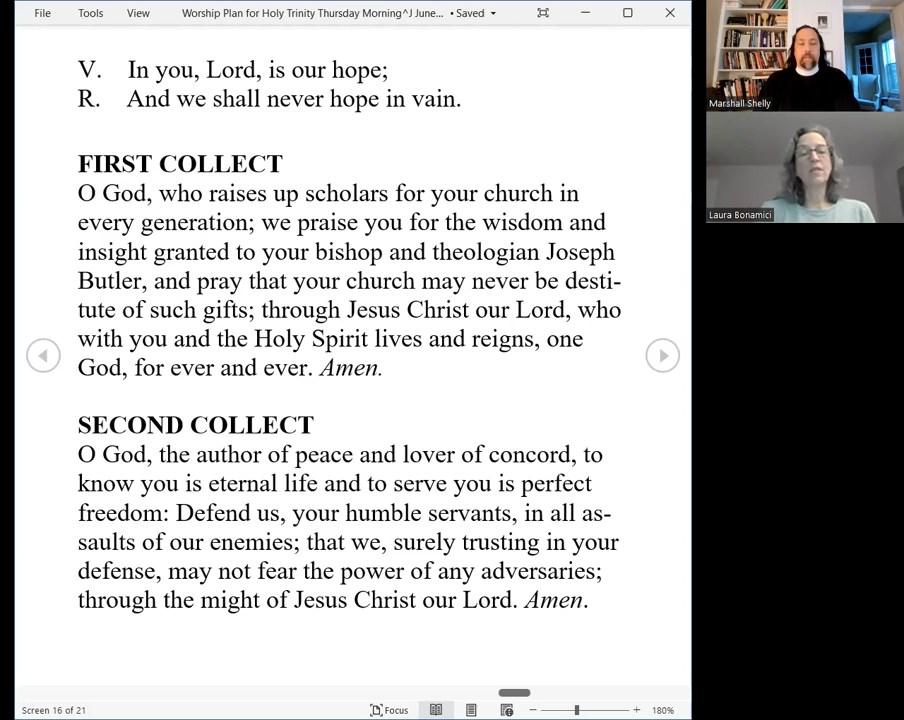 File Tools View Worship Plan for Holy Trinity Thursday Morning^J June... • Saved
V. In you, Lord, is our hope;
R. And we shall never hope in vain.
FIRST COLLECT
O God, who raises up scholars for your church in
every generation; we praise you for the wisdom and
insight granted to your bishop and theologian Joseph
Butler, and pray that your church may never be desti-
tute of such gifts; through Jesus Christ our Lord, who
with you and the Holy Spirit lives and reigns, one
God, for ever and ever. Amen.
SECOND COLLECT
O God, the author of peace and lover of concord, to
know you is eternal life and to serve you is perfect
freedom: Defend us, your humble servants, in all as-
saults of our enemies; that we, surely trusting in your
defense, may not fear the power of any adversaries;
through the might of Jesus Christ our Lord. Amen.
Screen 16 of 21 Focus 180%
Marshall Shelly
Laura Bonamici